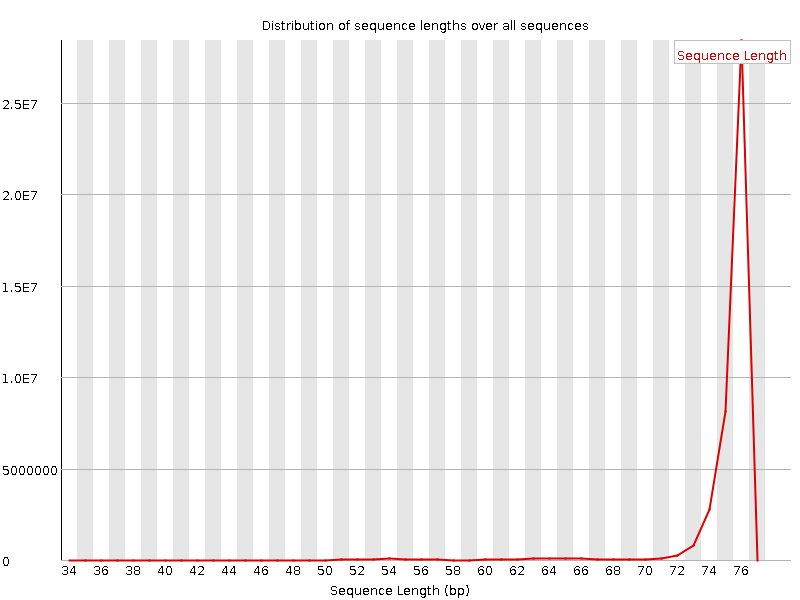 Distribution of sequence lengths over all sequences
Sequence Length
2.5E7
2.0E7
1.5E7
1.0E7
5000000
0
34 36 38 40 42 44 46 48 50 52 54 56 58 60 62 64 66 68 70 72 74 76
Sequence Length (bp)